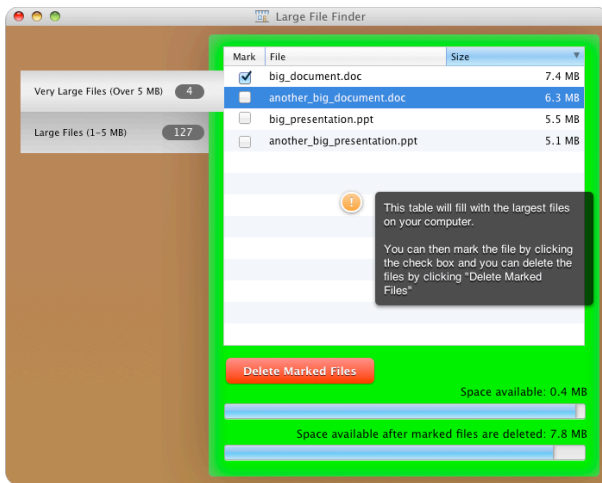 Large File Finder
Mark File Size
Very Large Files (Over 5 MB) 4
Large Files (1-5 MB) 127
big_document.doc 7.4 MB
another_big_document.doc 6.3 MB
big_presentation.ppt 5.5 MB
another_big_presentation.ppt 5.1 MB
!
This table will fill with the largest files
on your computer.
You can then mark the file by clicking
the check box and you can delete the
files by clicking "Delete Marked
Files"
Delete Marked Files
Space available: 0.4 MB
Space available after marked files are deleted: 7.8 MB